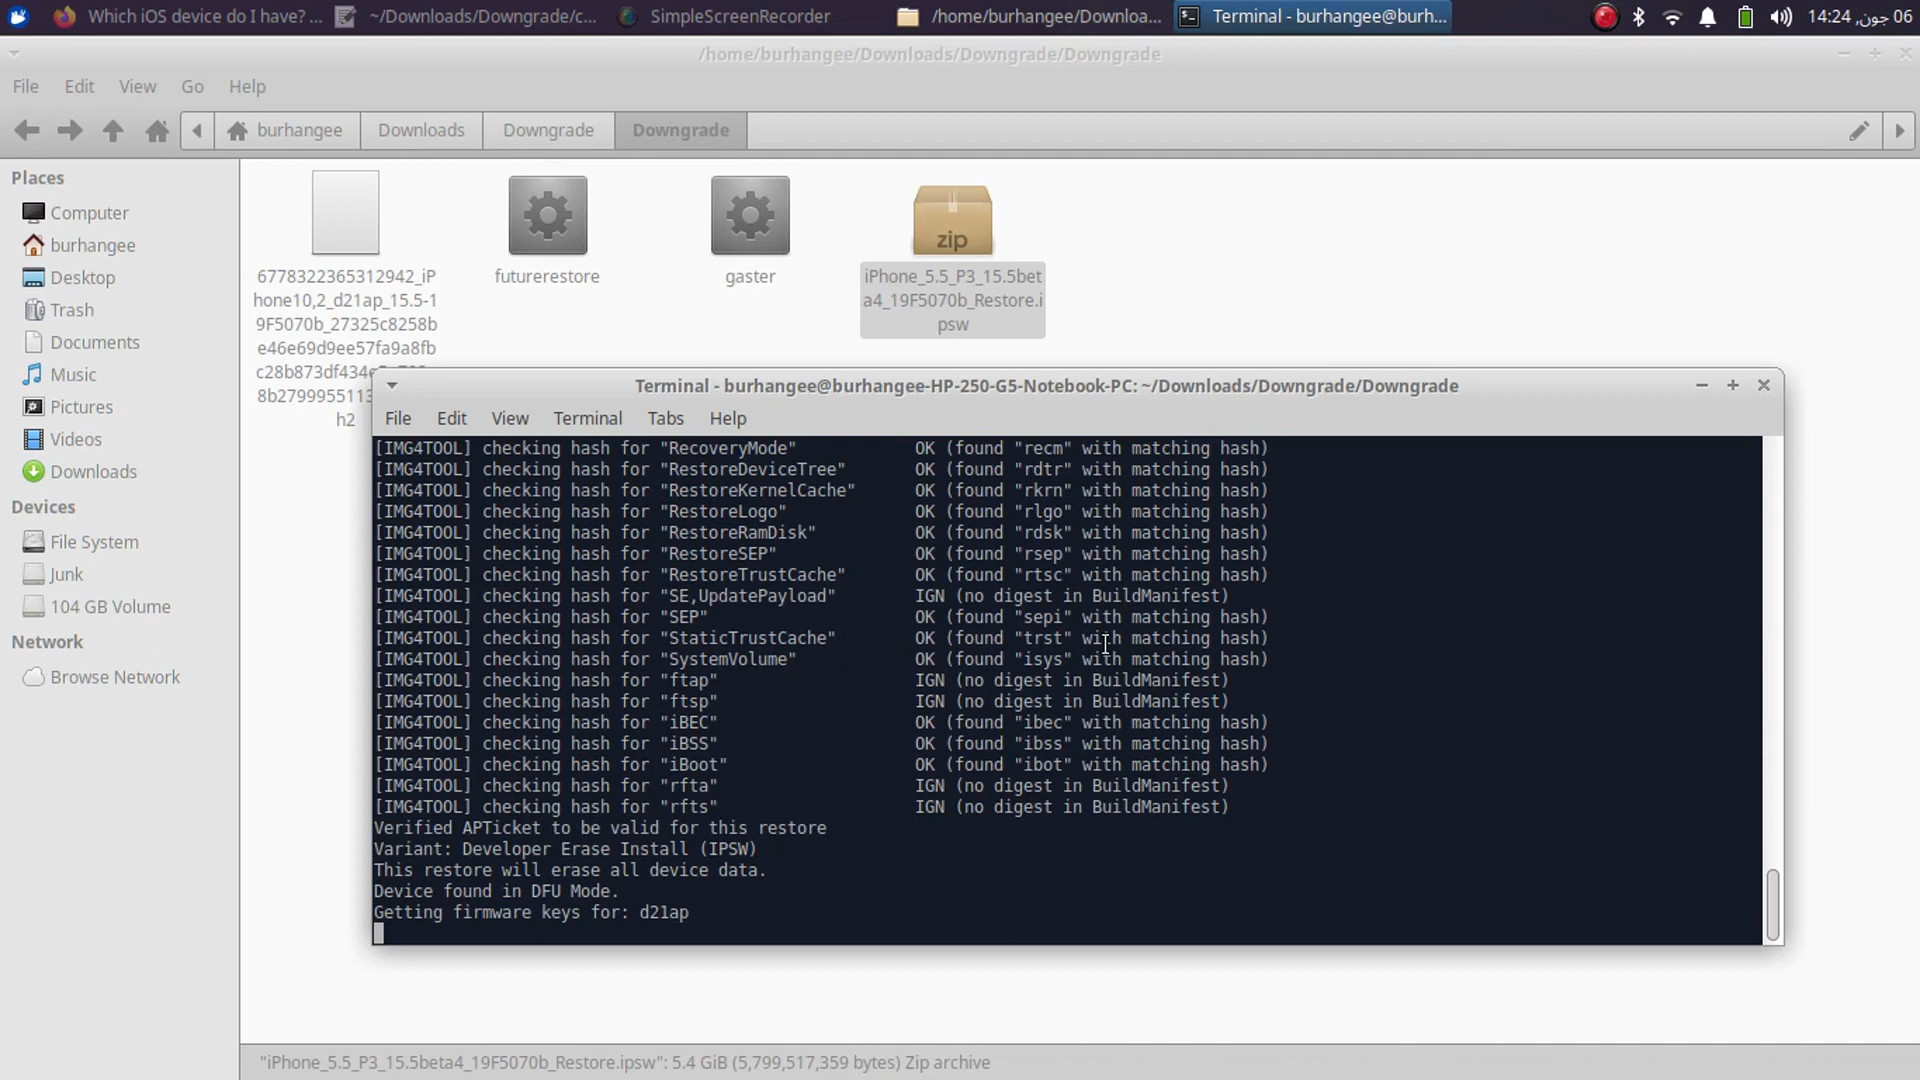 Which iOS device do I have? ...
~/Downloads/Downgrade/c...
SimpleScreenRecorder
/home/burhangee/Downloa...
Terminal - burhangee@burh...
06 جون, 14:24
/home/burhangee/Downloads/Downgrade/Downgrade
File Edit View Go Help
burhangee Downloads Downgrade Downgrade
Places
Computer
burhangee
Desktop
Trash
Documents
Music
Pictures
Videos
Downloads
Devices
File System
Junk
104 GB Volume
Network
Browse Network
6778322365312942_iP
hone10,2_d21ap_15.5-1
9F5070b_27325c8258b
e46e69d9ee57fa9a8fb
8b2799955113
h2
futurerestore
gaster
zip
iPhone_5.5_P3_15.5bet
a4_19F5070b_Restore.i
psw
Terminal - burhangee@burhangee-HP-250-G5-Notebook-PC: ~/Downloads/Downgrade/Downgrade
File Edit View Terminal Tabs Help
[IMG4TOOL] checking hash for "RecoveryMode" OK (found "recm" with matching hash)
[IMG4TOOL] checking hash for "RestoreDeviceTree" OK (found "rdtr" with matching hash)
[IMG4TOOL] checking hash for "RestoreKernelCache" OK (found "rkrn" with matching hash)
[IMG4TOOL] checking hash for "RestoreLogo" OK (found "rlgo" with matching hash)
[IMG4TOOL] checking hash for "RestoreRamDisk" OK (found "rdsk" with matching hash)
[IMG4TOOL] checking hash for "RestoreSEP" OK (found "rsep" with matching hash)
[IMG4TOOL] checking hash for "RestoreTrustCache" OK (found "rtsc" with matching hash)
[IMG4TOOL] checking hash for "SE,UpdatePayload" IGN (no digest in BuildManifest)
[IMG4TOOL] checking hash for "SEP" OK (found "sepi" with matching hash)
[IMG4TOOL] checking hash for "StaticTrustCache" OK (found "trst" with matching hash)
[IMG4TOOL] checking hash for "SystemVolume" OK (found "isys" with matching hash)
[IMG4TOOL] checking hash for "ftap" IGN (no digest in BuildManifest)
[IMG4TOOL] checking hash for "ftsp" IGN (no digest in BuildManifest)
[IMG4TOOL] checking hash for "iBEC" OK (found "ibec" with matching hash)
[IMG4TOOL] checking hash for "iBSS" OK (found "ibss" with matching hash)
[IMG4TOOL] checking hash for "iBoot" OK (found "ibot" with matching hash)
[IMG4TOOL] checking hash for "rfta" IGN (no digest in BuildManifest)
[IMG4TOOL] checking hash for "rfts" IGN (no digest in BuildManifest)
Verified APTicket to be valid for this restore
Variant: Developer Erase Install (IPSW)
This restore will erase all device data.
Device found in DFU Mode.
Getting firmware keys for: d21ap
"iPhone_5.5_P3_15.5beta4_19F5070b_Restore.ipsw": 5.4 GiB (5,799,517,359 bytes) Zip archive